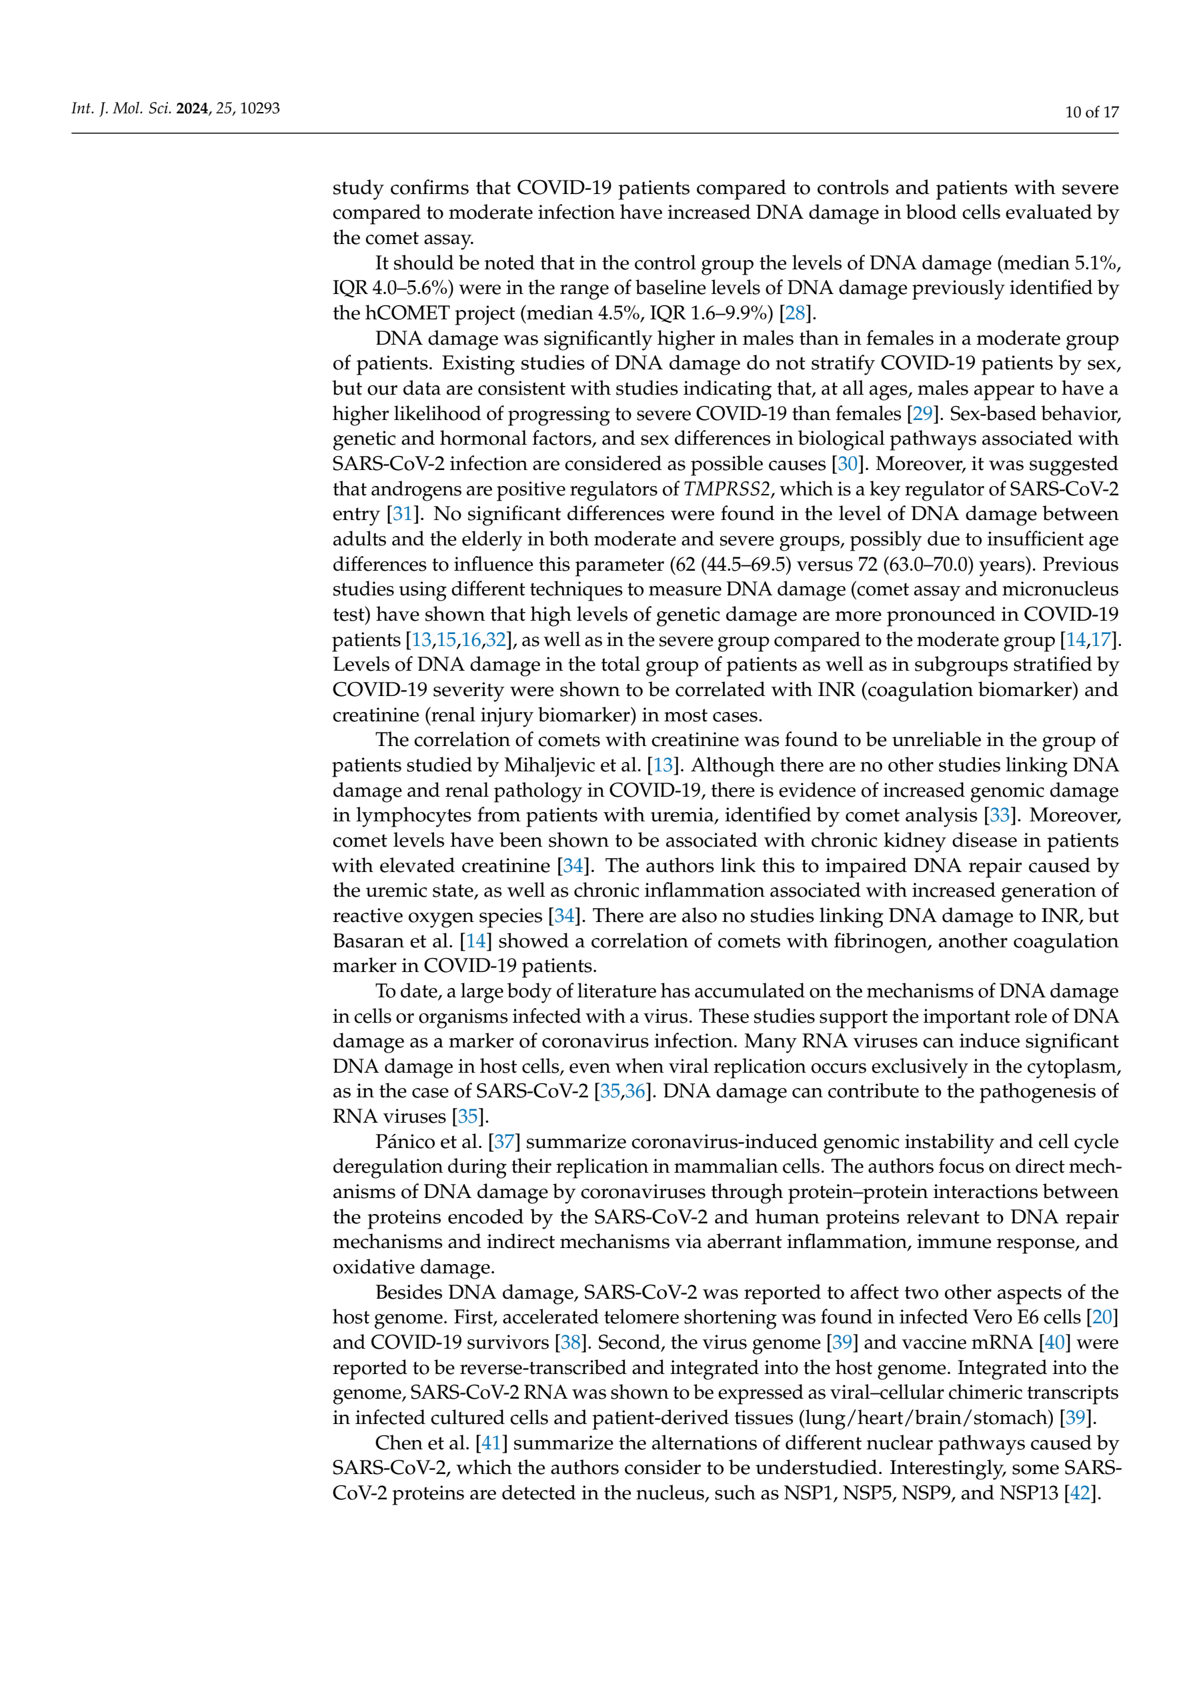 Int. J. Mol. Sci. 2024, 25, 10293
10 of 17
study confirms that COVID-19 patients compared to controls and patients with severe
compared to moderate infection have increased DNA damage in blood cells evaluated by
the comet assay.
It should be noted that in the control group the levels of DNA damage (median 5.1%,
IQR 4.0–5.6%) were in the range of baseline levels of DNA damage previously identified by
the hCOMET project (median 4.5%, IQR 1.6–9.9%) [28].
DNA damage was significantly higher in males than in females in a moderate group
of patients. Existing studies of DNA damage do not stratify COVID-19 patients by sex,
but our data are consistent with studies indicating that, at all ages, males appear to have a
higher likelihood of progressing to severe COVID-19 than females [29]. Sex-based behavior,
genetic and hormonal factors, and sex differences in biological pathways associated with
SARS-CoV-2 infection are considered as possible causes [30]. Moreover, it was suggested
that androgens are positive regulators of TMPRSS2, which is a key regulator of SARS-CoV-2
entry [31]. No significant differences were found in the level of DNA damage between
adults and the elderly in both moderate and severe groups, possibly due to insufficient age
differences to influence this parameter (62 (44.5–69.5) versus 72 (63.0–70.0) years). Previous
studies using different techniques to measure DNA damage (comet assay and micronucleus
test) have shown that high levels of genetic damage are more pronounced in COVID-19
patients [13,15,16,32], as well as in the severe group compared to the moderate group [14,17].
Levels of DNA damage in the total group of patients as well as in subgroups stratified by
COVID-19 severity were shown to be correlated with INR (coagulation biomarker) and
creatinine (renal injury biomarker) in most cases.
The correlation of comets with creatinine was found to be unreliable in the group of
patients studied by Mihaljevic et al. [13]. Although there are no other studies linking DNA
damage and renal pathology in COVID-19, there is evidence of increased genomic damage
in lymphocytes from patients with uremia, identified by comet analysis [33]. Moreover,
comet levels have been shown to be associated with chronic kidney disease in patients
with elevated creatinine [34]. The authors link this to impaired DNA repair caused by
the uremic state, as well as chronic inflammation associated with increased generation of
reactive oxygen species [34]. There are also no studies linking DNA damage to INR, but
Basaran et al. [14] showed a correlation of comets with fibrinogen, another coagulation
marker in COVID-19 patients.
To date, a large body of literature has accumulated on the mechanisms of DNA damage
in cells or organisms infected with a virus. These studies support the important role of DNA
damage as a marker of coronavirus infection. Many RNA viruses can induce significant
DNA damage in host cells, even when viral replication occurs exclusively in the cytoplasm,
as in the case of SARS-CoV-2 [35,36]. DNA damage can contribute to the pathogenesis of
RNA viruses [35].
Pánico et al. [37] summarize coronavirus-induced genomic instability and cell cycle
deregulation during their replication in mammalian cells. The authors focus on direct mech-
anisms of DNA damage by coronaviruses through protein–protein interactions between
the proteins encoded by the SARS-CoV-2 and human proteins relevant to DNA repair
mechanisms and indirect mechanisms via aberrant inflammation, immune response, and
oxidative damage.
Besides DNA damage, SARS-CoV-2 was reported to affect two other aspects of the
host genome. First, accelerated telomere shortening was found in infected Vero E6 cells [20]
and COVID-19 survivors [38]. Second, the virus genome [39] and vaccine mRNA [40] were
reported to be reverse-transcribed and integrated into the host genome. Integrated into the
genome, SARS-CoV-2 RNA was shown to be expressed as viral–cellular chimeric transcripts
in infected cultured cells and patient-derived tissues (lung/heart/brain/stomach) [39].
Chen et al. [41] summarize the alternations of different nuclear pathways caused by
SARS-CoV-2, which the authors consider to be understudied. Interestingly, some SARS-
CoV-2 proteins are detected in the nucleus, such as NSP1, NSP5, NSP9, and NSP13 [42].